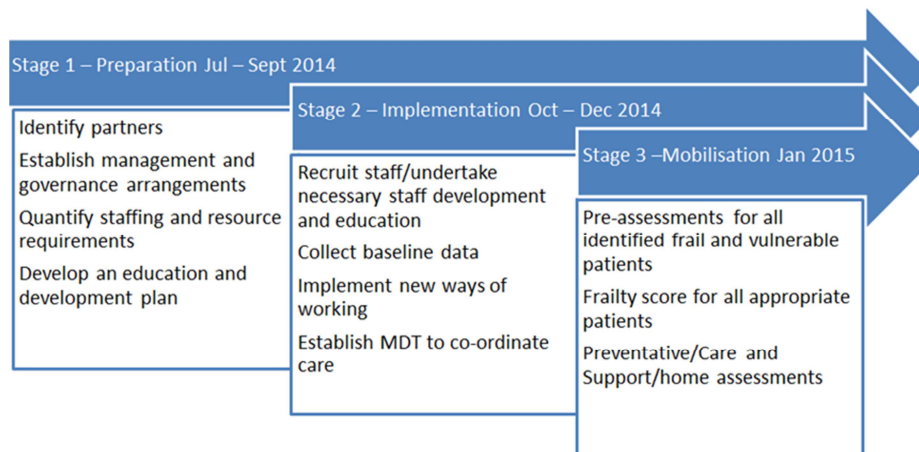 Stage 1 – Preparation Jul – Sept 2014
Identify partners
Establish management and
governance arrangements
Quantify staffing and resource
requirements
Develop an education and
development plan
Stage 2 – Implementation Oct – Dec 2014
Recruit staff/undertake
necessary staff development
and education
Collect baseline data
Implement new ways of
working
Establish MDT to co-ordinate
care
Stage 3 –Mobilisation Jan 2015
Pre-assessments for all
identified frail and vulnerable
patients
Frailty score for all appropriate
patients
Preventative/Care and
Support/home assessments